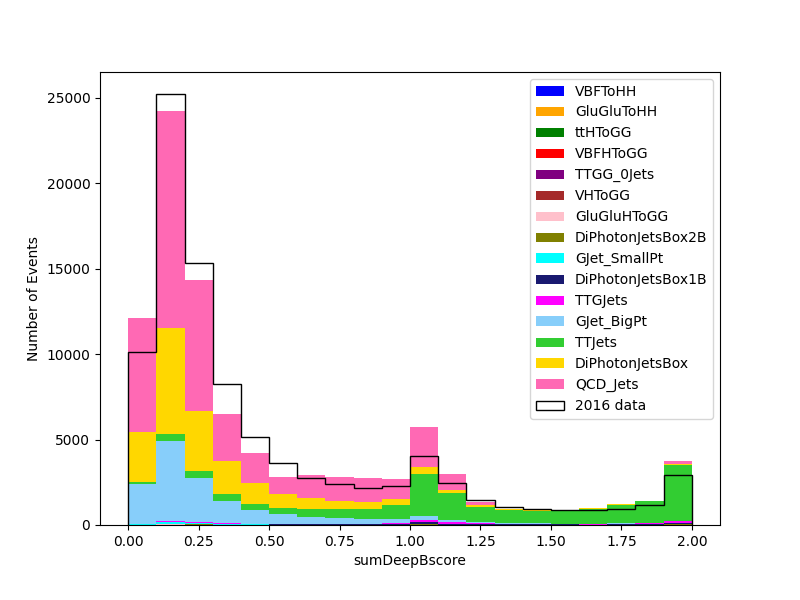 25000
20000
15000
10000
5000
0
Number of Events
0.00 0.25 0.50 0.75 1.00 1.25 1.50 1.75 2.00
sumDeepBscore
VBFToHH
GluGluToHH
ttHToGG
VBFHToGG
TTGG_0Jets
VHToGG
GluGluHToGG
DiPhotonJetsBox2B
GJet_SmallPt
DiPhotonJetsBox1B
TTGJets
GJet_BigPt
TTJets
DiPhotonJetsBox
QCD_Jets
2016 data